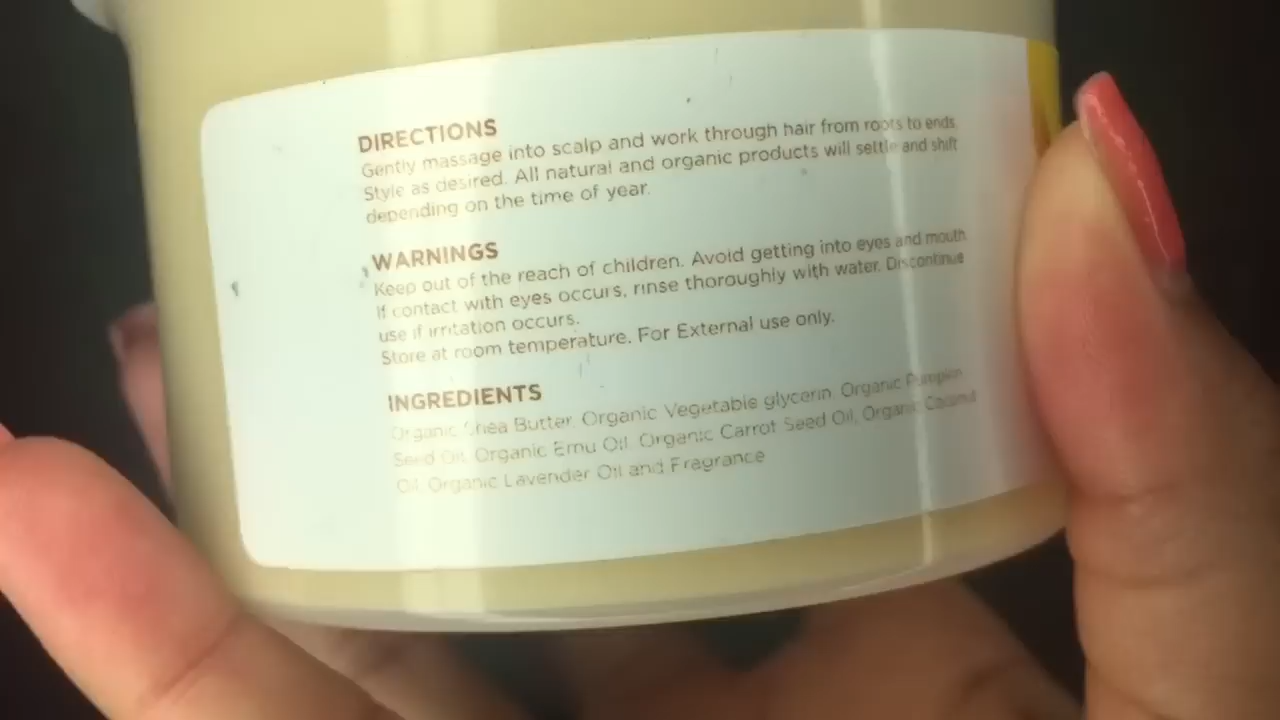 DIRECTIONS
Gently massage into scalp and work through hair from roots to ends.
Style as desired. All natural and organic products will settle and shift
depending on the time of year.
WARNINGS
Keep out of the reach of children. Avoid getting into eyes and mouth.
If contact with eyes occurs, rinse thoroughly with water. Discontinue
use if irritation occurs.
Store at room temperature. For External use only.
INGREDIENTS
Organic Shea Butter, Organic Vegetable glycerin, Organic Pumpkin
Seed Oil, Organic Emu Oil, Organic Carrot Seed Oil, Organic Coconut
Oil, Organic Lavender Oil and Fragrance